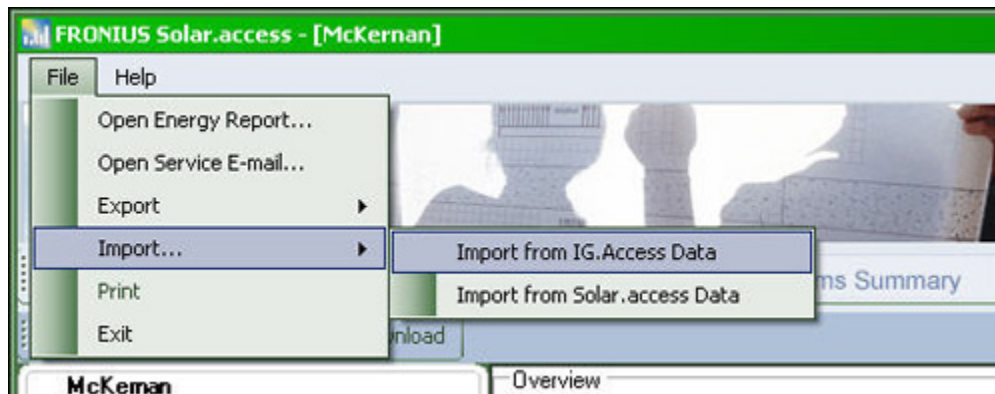 FRONIUS Solar.access - [McKernan]
File Help
Open Energy Report...
Open Service E-mail...
Export
Import...
Import from IG.Access Data
Print
Import from Solar.access Data
ms Summary
Exit
nload
McKernan
Overview